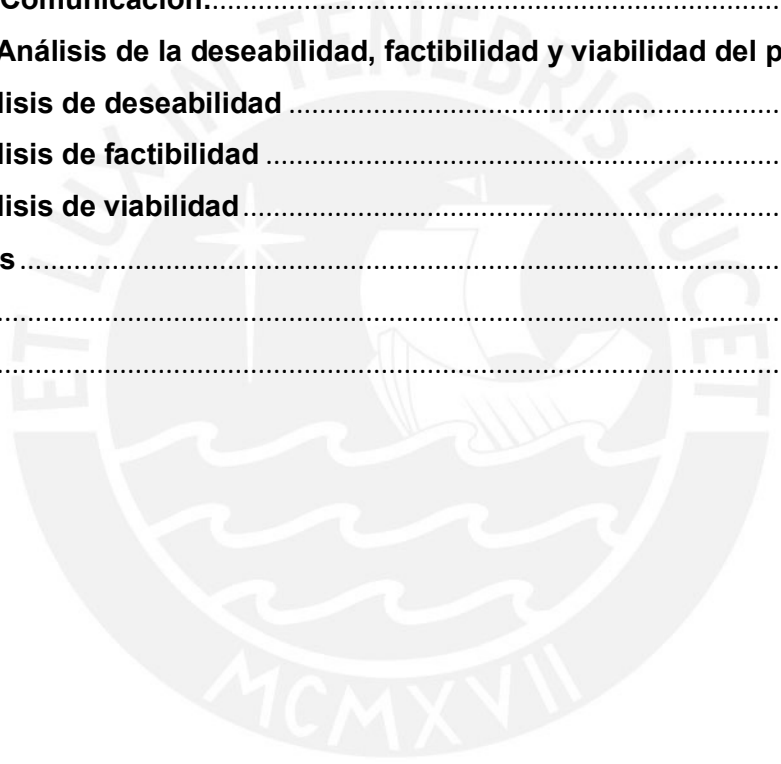 Comunicación.
Análisis de la deseabilidad, factibilidad y viabilidad del p
lisis de deseabilidad
lisis de factibilidad
lisis de viabilidad
s
ET LUX IN TENEBRIS LUCET
MCMXVII